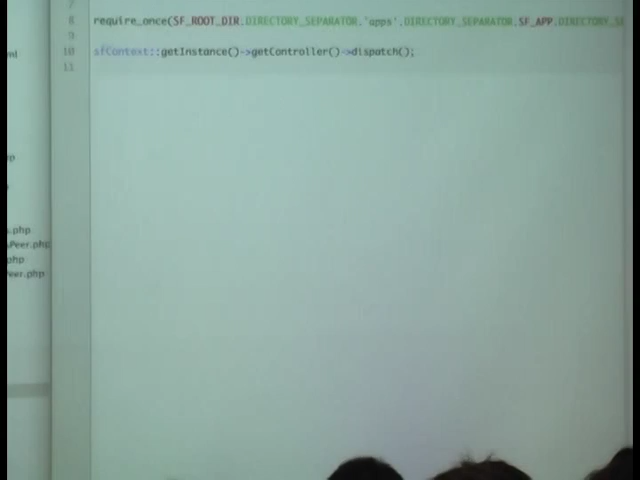 7
8 require_once(SF_ROOT_DIR.DIRECTORY_SEPARATOR.'apps'.DIRECTORY_SEPARATOR.SF_APP.DIRECTORY_S
9
10 sfContext::getInstance()->getController()->dispatch();
11
.php
Peer.php
php
Peer.php